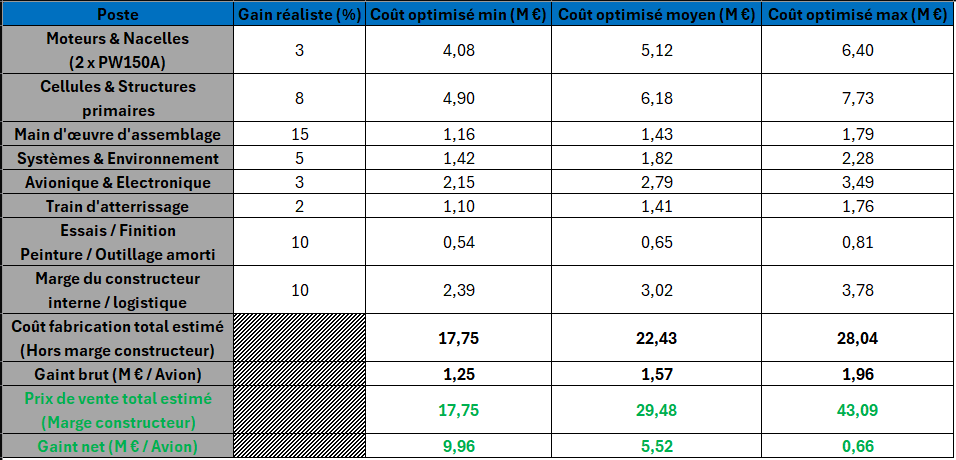 Poste Gain réaliste (%) Coût optimisé min (M €) Coût optimisé moyen (M €) Coût optimisé max (M €)
Moteurs & Nacelles
(2 x PW150A) 3 4,08 5,12 6,40
Cellules & Structures
primaires 8 4,90 6,18 7,73
Main d'œuvre d'assemblage 15 1,16 1,43 1,79
Systèmes & Environnement 5 1,42 1,82 2,28
Avionique & Electronique 3 2,15 2,79 3,49
Train d'atterrissage 2 1,10 1,41 1,76
Essais / Finition
Peinture / Outillage amorti 10 0,54 0,65 0,81
Marge du constructeur
interne / logistique 10 2,39 3,02 3,78
Coût fabrication total estimé
(Hors marge constructeur) 17,75 22,43 28,04
Gaint brut (M € / Avion) 1,25 1,57 1,96
Prix de vente total estimé
(Marge constructeur) 17,75 29,48 43,09
Gaint net (M € / Avion) 9,96 5,52 0,66